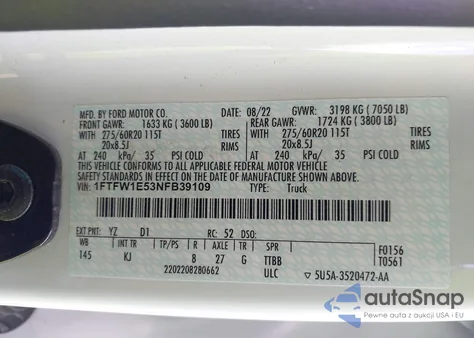 MFD. BY FORD MOTOR CO. 08/22 GVWR: 3198 KG ( 7050 LB)
FRONT GAWR: 1633 KG ( 3600 LB) REAR GAWR: 1724 KG ( 3800 LB)
275/60R20 115T TIRES 275/60R20 115T TIRES
20x8.5J RIMS 20x8.5J RIMS
AT 240 kPa/ 35 PSI COLD AT 240 kPa/ 35 PSI COLD
THIS VEHICLE CONFORMS TO ALL APPLICABLE FEDERAL MOTOR VEHICLE
SAFETY STANDARDS IN EFFECT ON THE DATE OF MANUFACTURE SHOWN ABOVE.
VIN: 1FTFW1E53NFB39109 TYPE: Truck
EXT PNT: YZ D1 RC: 52 DSO:
WB INT TR TP/PS R AXLE TR SPR F0156
145 KJ 8 27 G TTBB T0561
2202208280662 ULC ▽ 5U5A-3520472-AA
autoSnap
Pewne auto z aukcji USA i EU